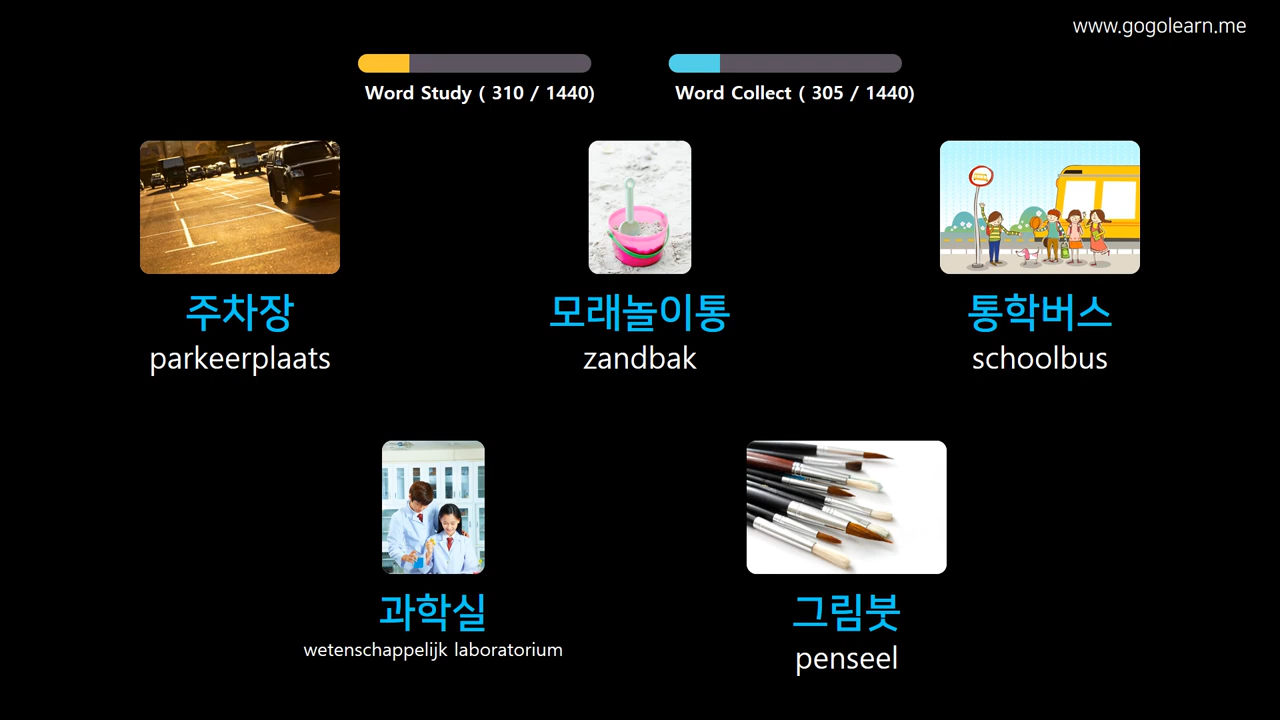 www.gogolearn.me
Word Study ( 310 / 1440)
Word Collect ( 305 / 1440)
주차장
parkeerplaats
모래놀이통
zandbak
통학버스
schoolbus
과학실
wetenschappelijk laboratorium
그림붓
penseel